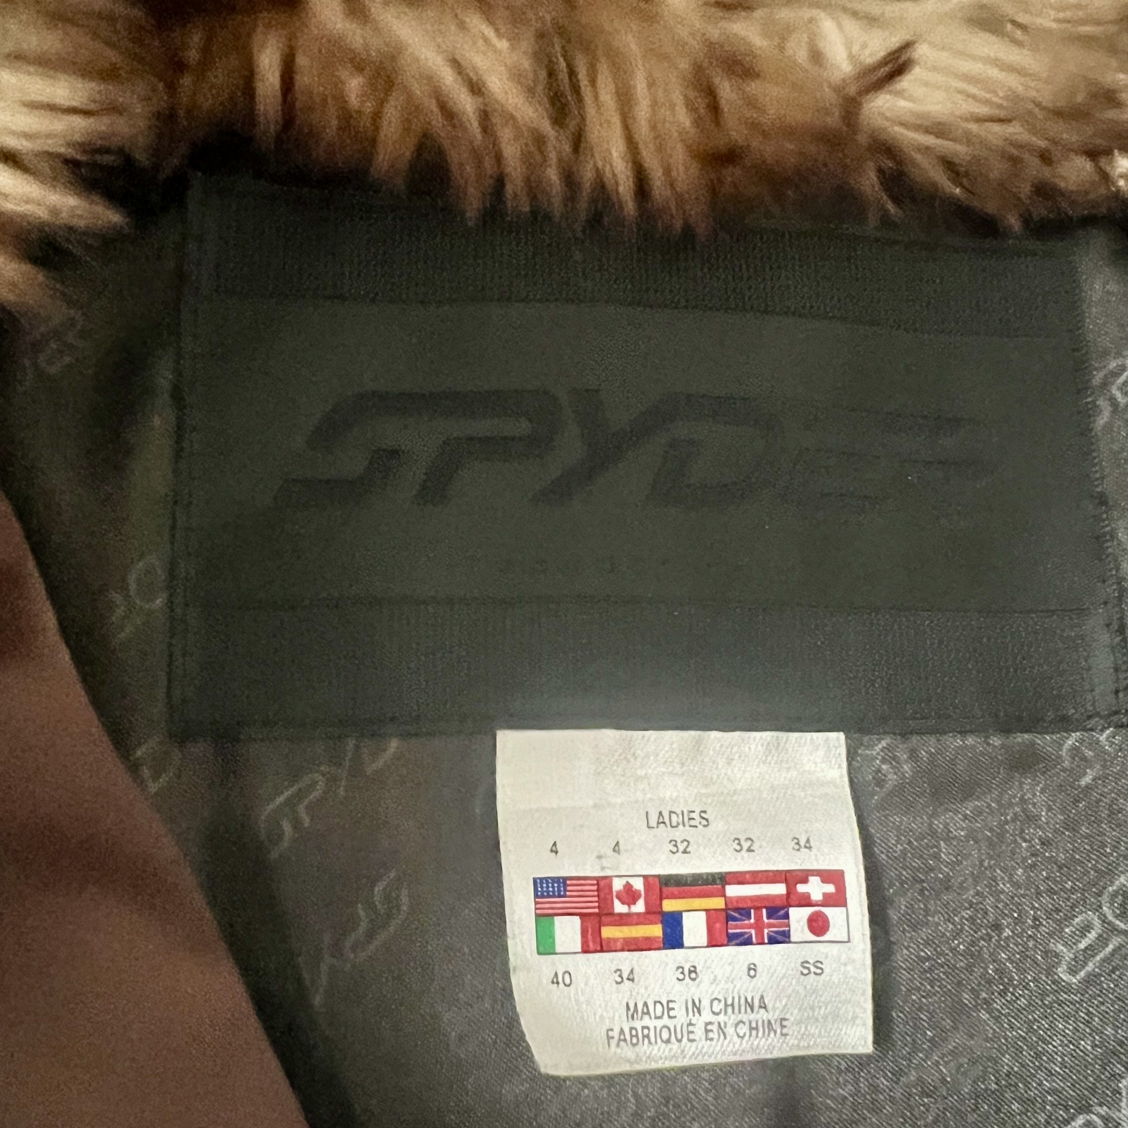 SPYDER
LADIES
4 4 32 32 34
40 34 36 6 SS
MADE IN CHINA
FABRIQUÉ EN CHINE